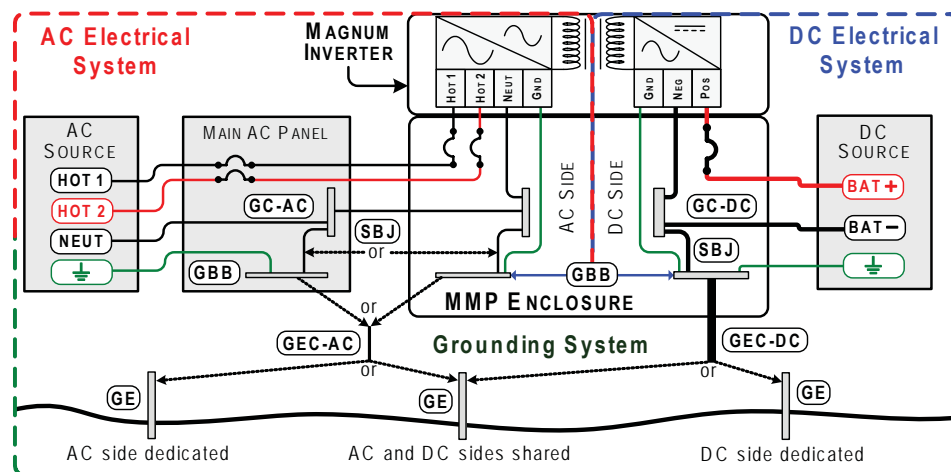 AC Electrical
System
MAGNUM
INVERTER
DC Electrical
System
HOT 1
HOT 2
NEUT
GND
GND
NEG
POS
AC
SOURCE
HOT 1
HOT 2
NEUT
MAIN AC PANEL
GC-AC
SBJ
or
GBB
AC SIDE
DC SIDE
GC-DC
SBJ
GBB
MMP ENCLOSURE
DC
SOURCE
BAT+
BAT−
or
GEC-AC
or
Grounding System
GEC-DC
or
GE
GE
GE
AC side dedicated
AC and DC sides shared
DC side dedicated